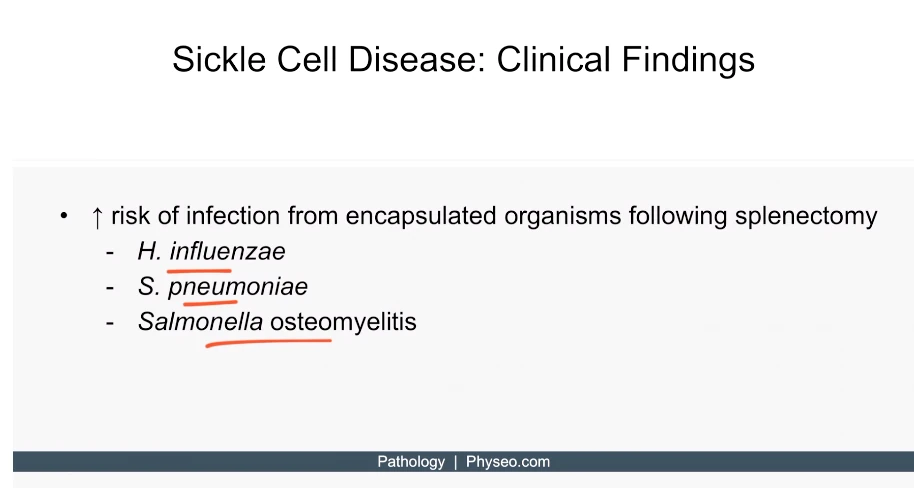 Sickle Cell Disease: Clinical Findings
• ↑ risk of infection from encapsulated organisms following splenectomy
- H. influenzae
- S. pneumoniae
- Salmonella osteomyelitis
Pathology | Physeo.com